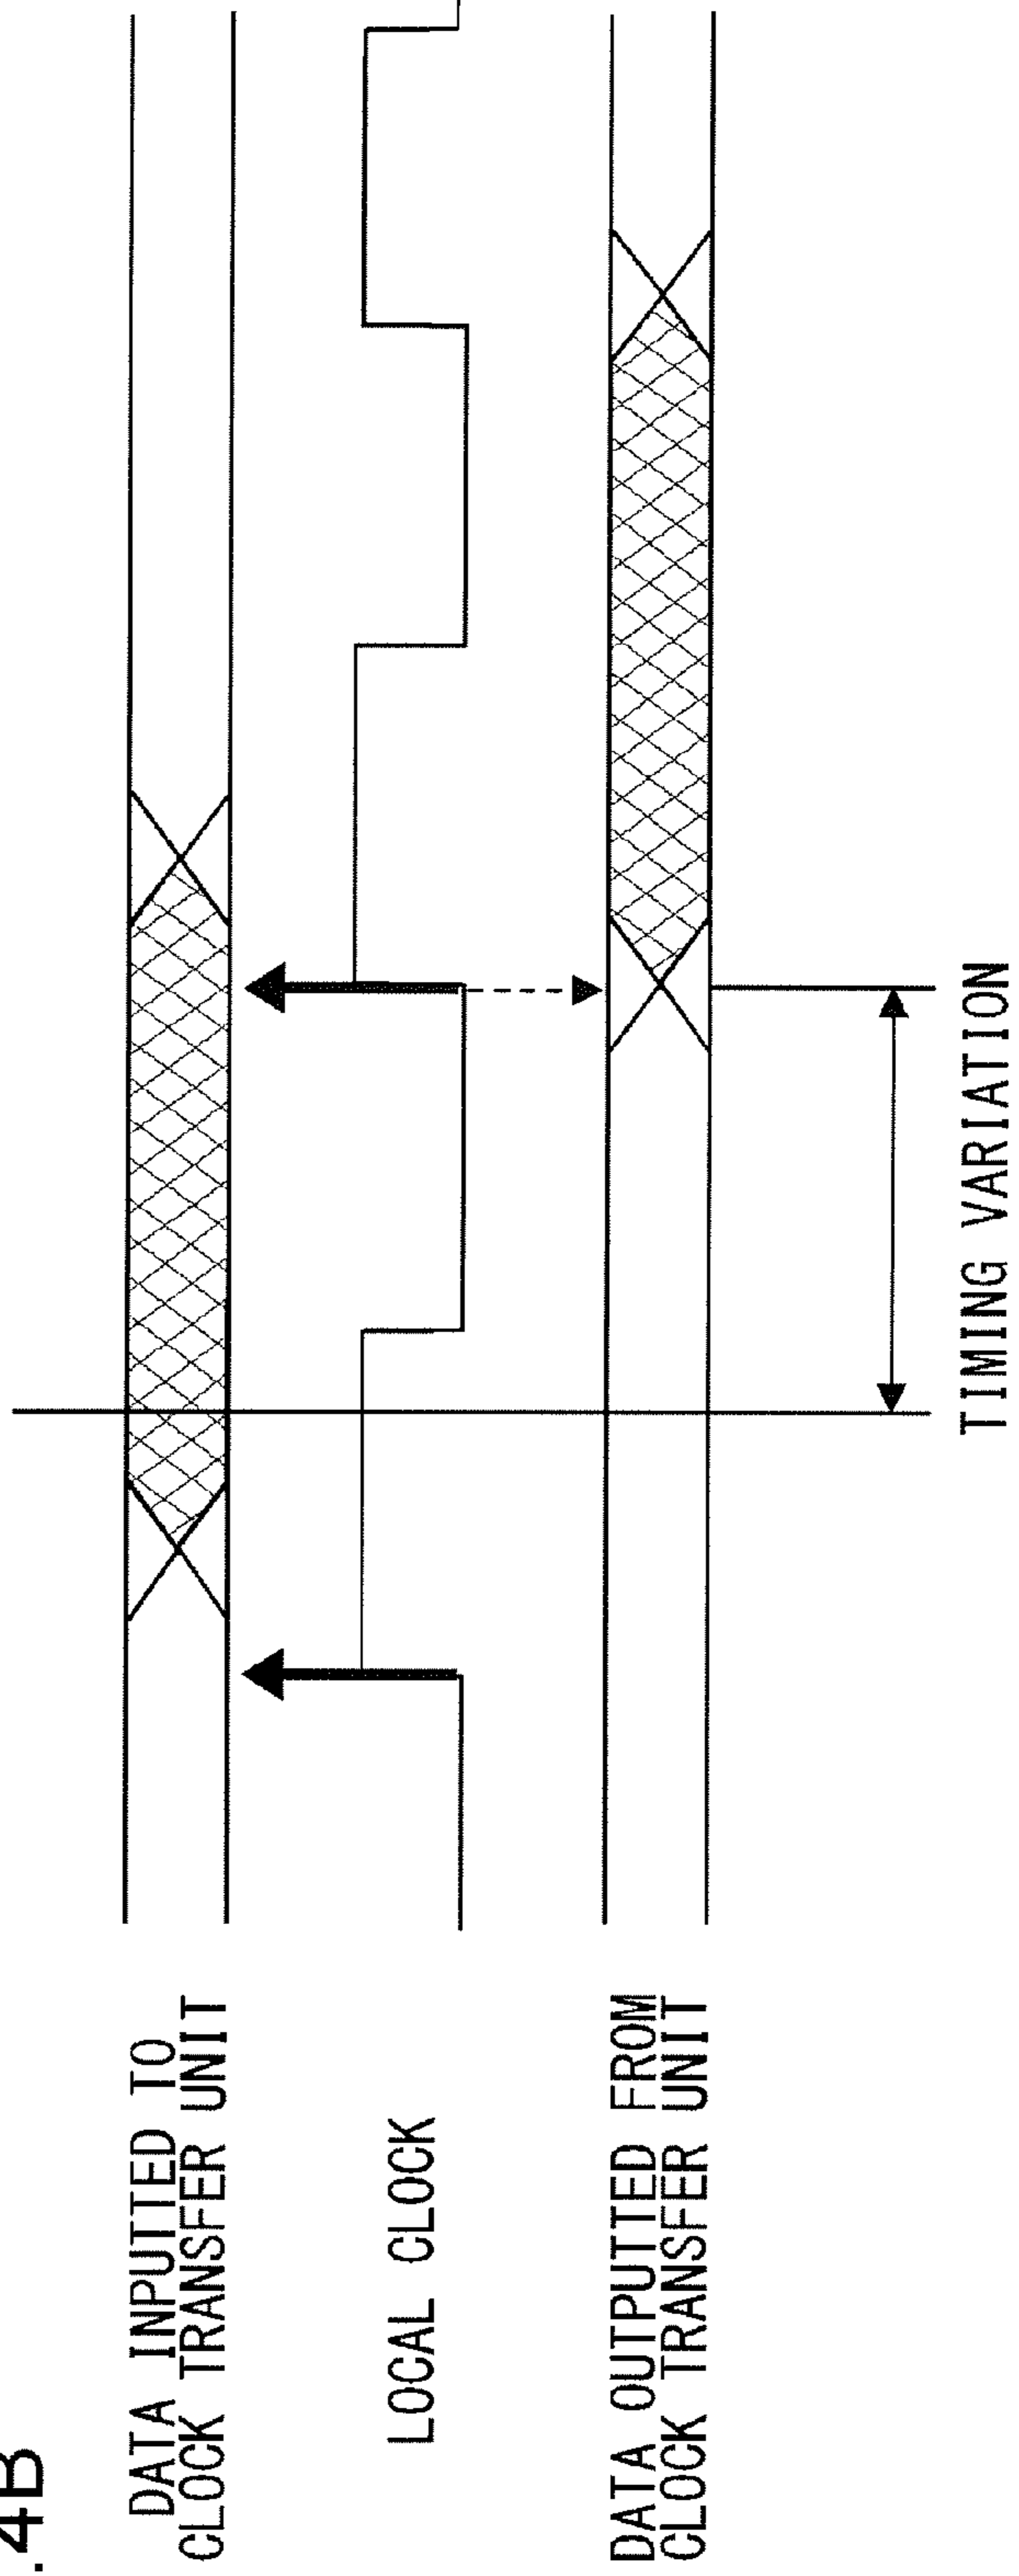 .4B
DATA INPUTTED TO
CLOCK TRANSFER UNIT
LOCAL CLOCK
DATA OUTPUTTED FROM
CLOCK TRANSFER UNIT
TIMING VARIATION